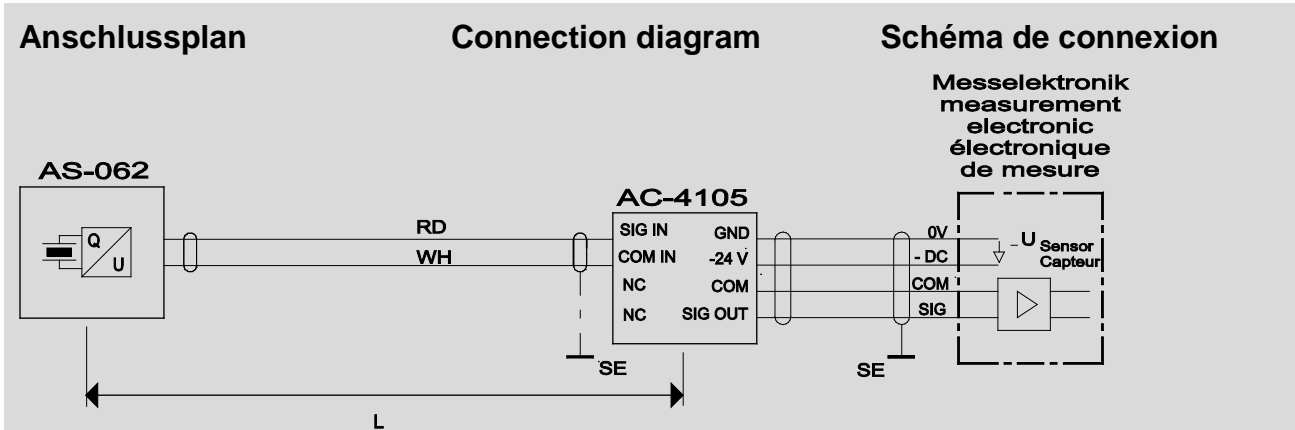 Anschlussplan
Connection diagram
Schéma de connexion
Messelektronik
measurement
electronic
électronique
de mesure
AS-062
Q
U
RD
WH
AC-4105
SIG IN
COM IN
NC
NC
GND
-24 V
COM
SIG OUT
0V
- DC
COM
SIG
-U Sensor
Capteur
SE
SE
L